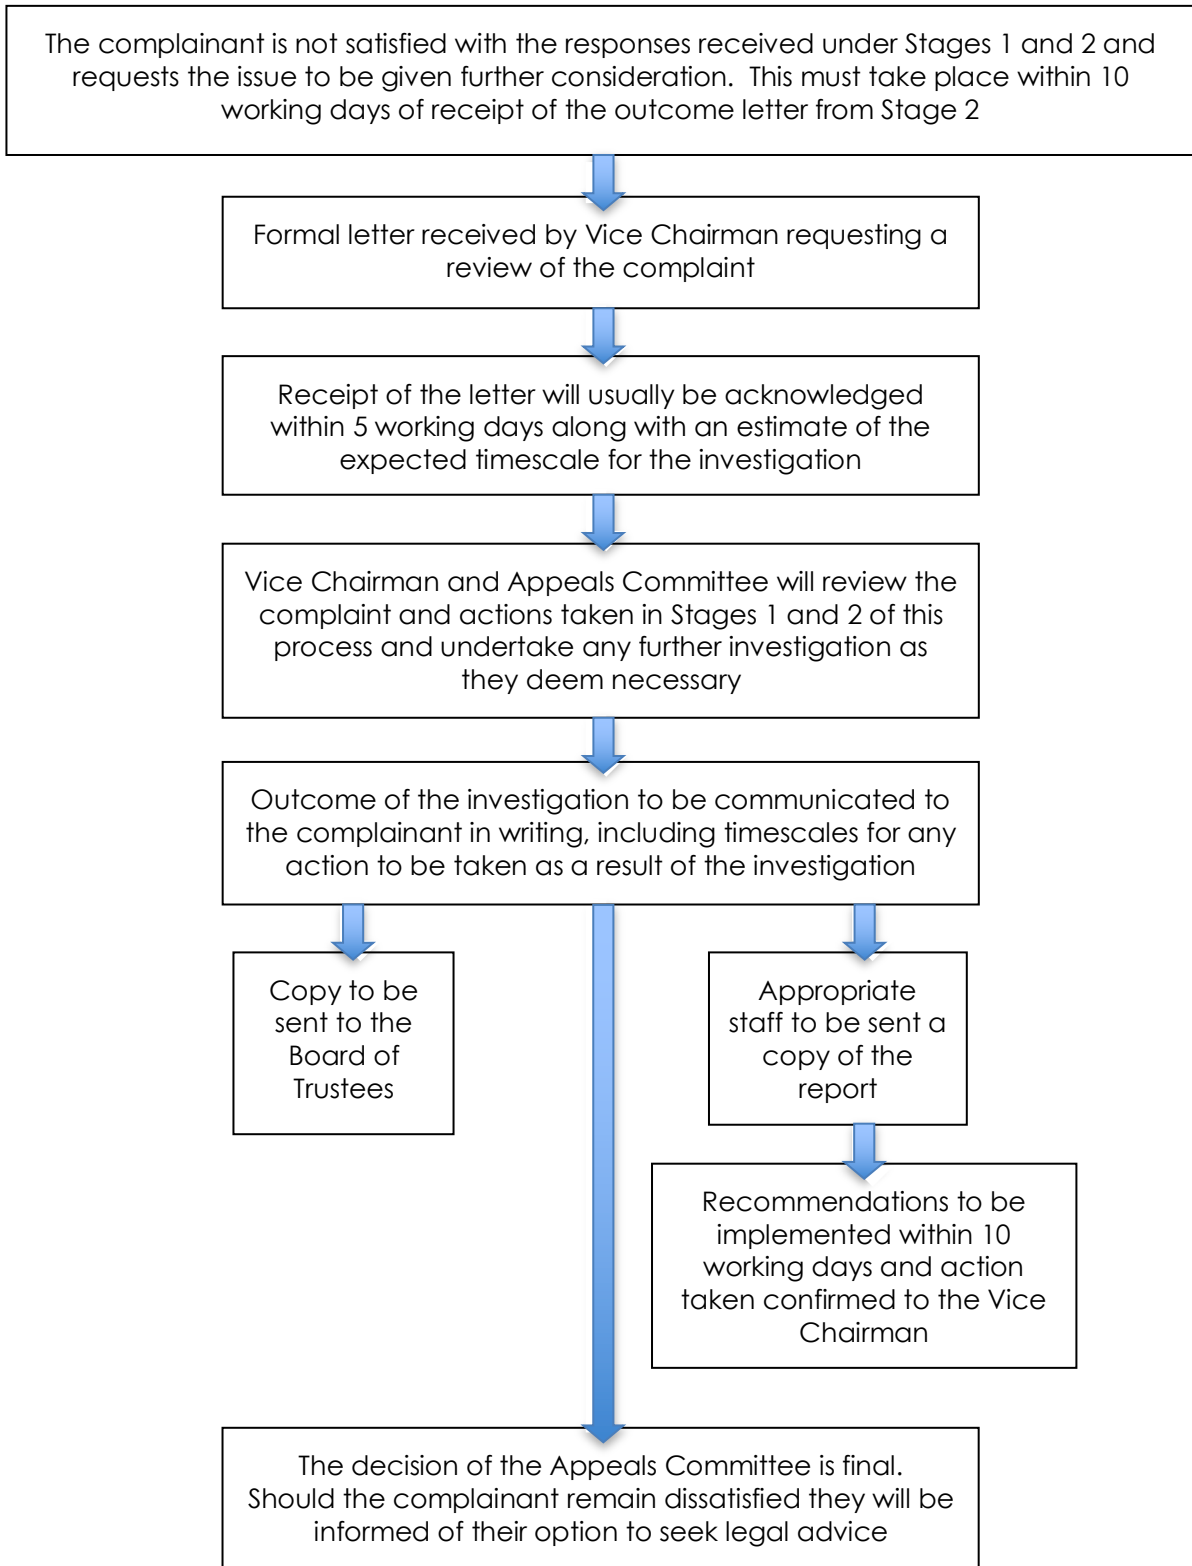 The complainant is not satisfied with the responses received under Stages 1 and 2 and
requests the issue to be given further consideration.  This must take place within 10
working days of receipt of the outcome letter from Stage 2
Formal letter received by Vice Chairman requesting a
review of the complaint
Receipt of the letter will usually be acknowledged
within 5 working days along with an estimate of the
expected timescale for the investigation
Vice Chairman and Appeals Committee will review the
complaint and actions taken in Stages 1 and 2 of this
process and undertake any further investigation as
they deem necessary
Outcome of the investigation to be communicated to
the complainant in writing, including timescales for any
action to be taken as a result of the investigation
Copy to be
sent to the
Board of
Trustees
Appropriate
staff to be sent a
copy of the
report
Recommendations to be
implemented within 10
working days and action
taken confirmed to the Vice
Chairman
The decision of the Appeals Committee is final.
Should the complainant remain dissatisfied they will be
informed of their option to seek legal advice